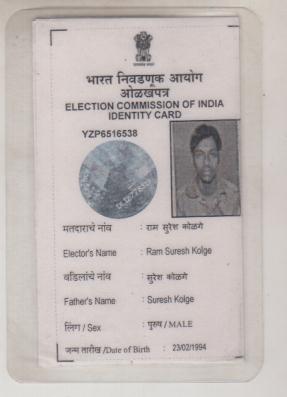 भारत निवडणूक आयोग
ओळखपत्र
ELECTION COMMISSION OF INDIA
IDENTITY CARD
YZP6516538
मतदाराचे नांव : राम सुरेश कोळगे
Elector's Name : Ram Suresh Kolge
वडिलांचे नांव : सुरेश कोळगे
Father's Name : Suresh Kolge
लिंग / Sex : पुरुष / MALE
जन्म तारीख /Date of Birth : 23/02/1994